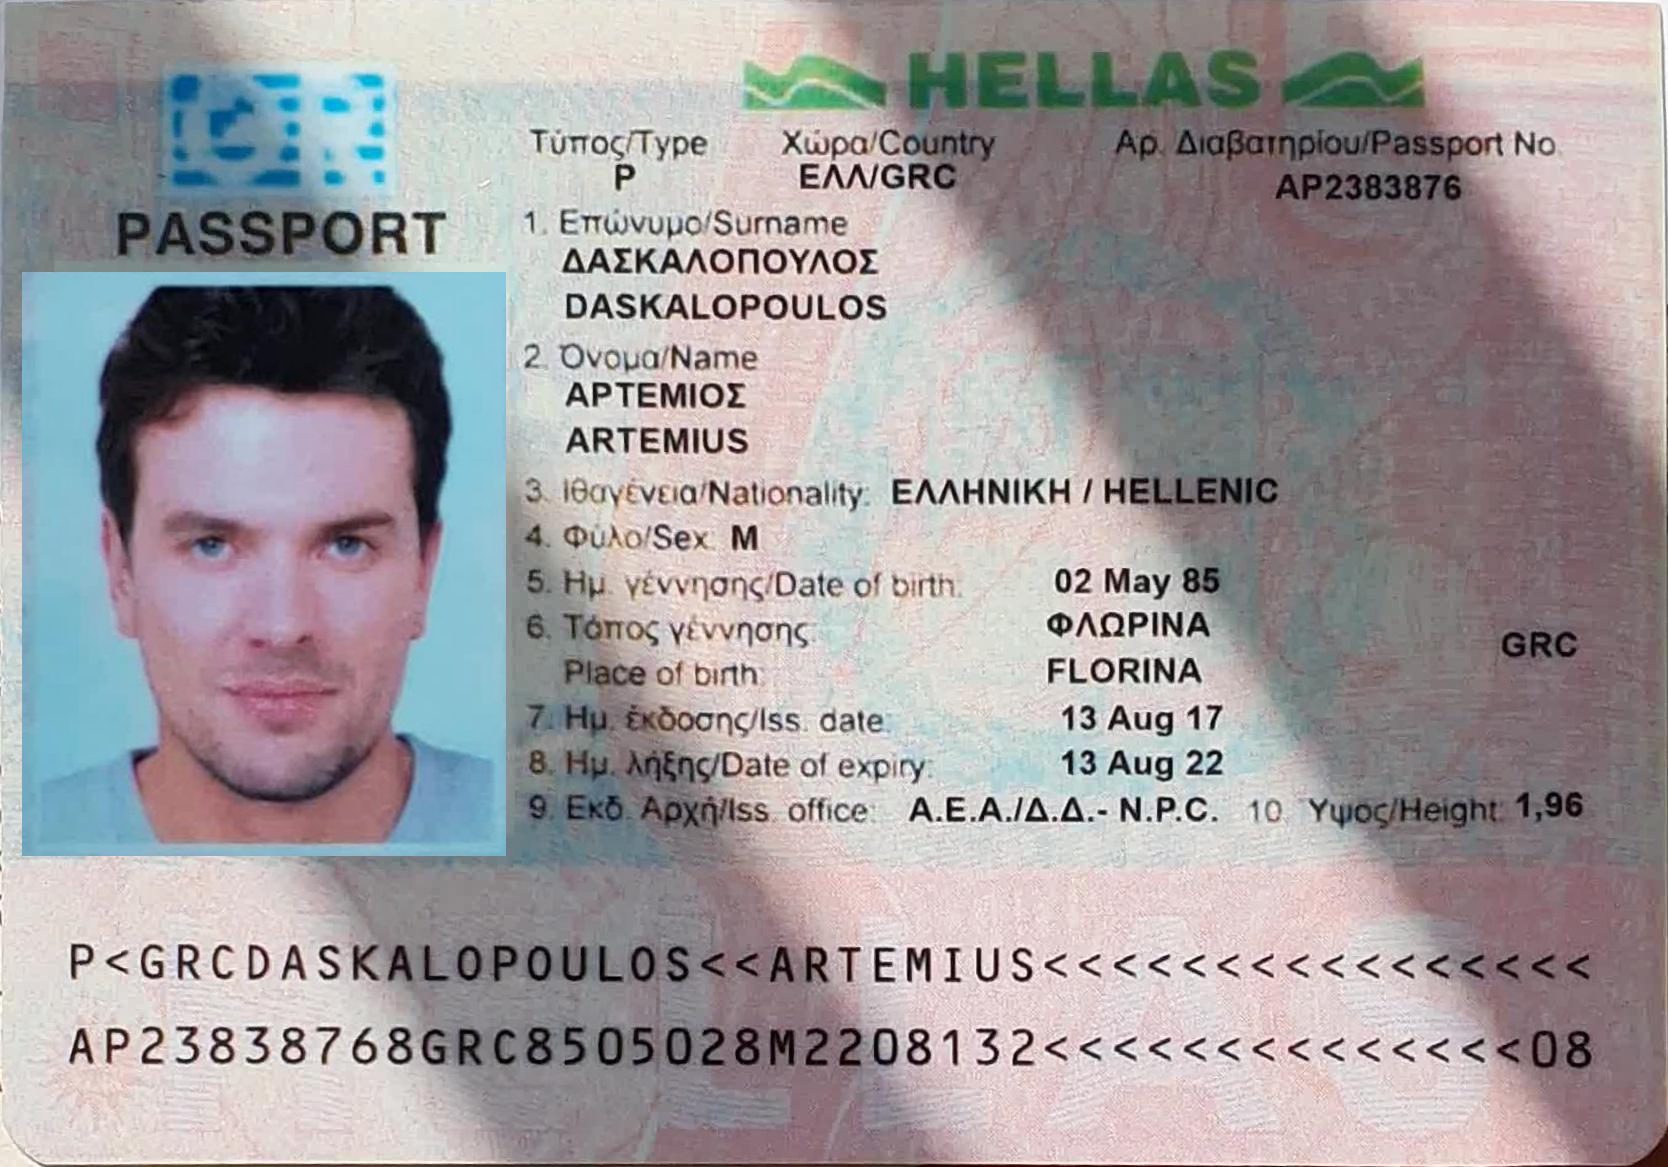 GR
HELLAS
Τύπος/Type Χώρα/Country Αρ. Διαβατηρίου/Passport No
P ΕΛΛ/GRC AP2383876
PASSPORT
1. Επώνυμο/Surname
ΔΑΣΚΑΛΟΠΟΥΛΟΣ
DASKALOPOULOS
2. Όνομα/Name
ΑΡΤΕΜΙΟΣ
ARTEMIUS
3. Ιθαγένεια/Nationality: ΕΛΛΗΝΙΚΗ / HELLENIC
4. Φύλο/Sex M
5. Ημ. γέννησης/Date of birth: 02 May 85
6. Τόπος γέννησης: ΦΛΩΡΙΝΑ
GRC
Place of birth: FLORINA
7. Ημ. έκδοσης/Iss. date: 13 Aug 17
8. Ημ. λήξης/Date of expiry: 13 Aug 22
9. Εκδ. Αρχή/Iss. office: Α.Ε.Α./Δ.Δ.- N.P.C. 10 Υψος/Height: 1,96
P<GRCDASKALOPOULOS<<ARTEMIUS<<<<<<<<<<<<<<<<
AP23838768GRC8505028M2208132<<<<<<<<<<<<<<08
HELLAS